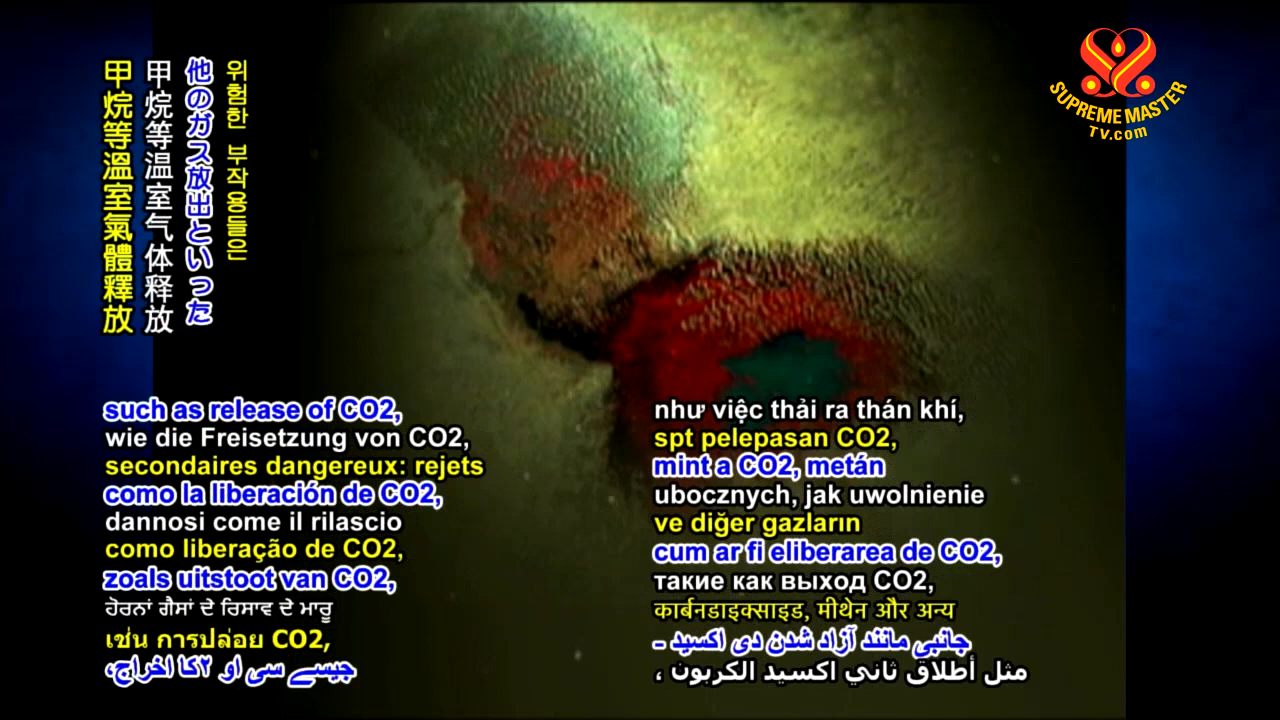 위험한 부작용들은
他のガス放出といった
甲烷等温室气体释放
甲烷等溫室氣體釋放
SUPREME MASTER
TV.com
such as release of CO2,
wie die Freisetzung von CO2,
secondaires dangereux: rejets
como la liberación de CO2,
dannosi come il rilascio
como liberação de CO2,
zoals uitstoot van CO2,
ਹੋਰਨਾਂ ਗੈਸਾਂ ਦੇ ਰਿਸਾਵ ਦੇ ਮਾਰੂ
เช่น การปล่อย CO2,
جیسے سی او ۲کا اخراج،
như việc thải ra thán khí,
spt pelepasan CO2,
mint a CO2, metán
ubocznych, jak uwolnienie
ve diğer gazların
cum ar fi eliberarea de CO2,
такие как выход CO2,
कार्बनडाइक्साइड, मीथेन और अन्य
جانبی مانند آزاد شدن دی اکسید -
مثل أطلاق ثاني اكسيد الكربون ،